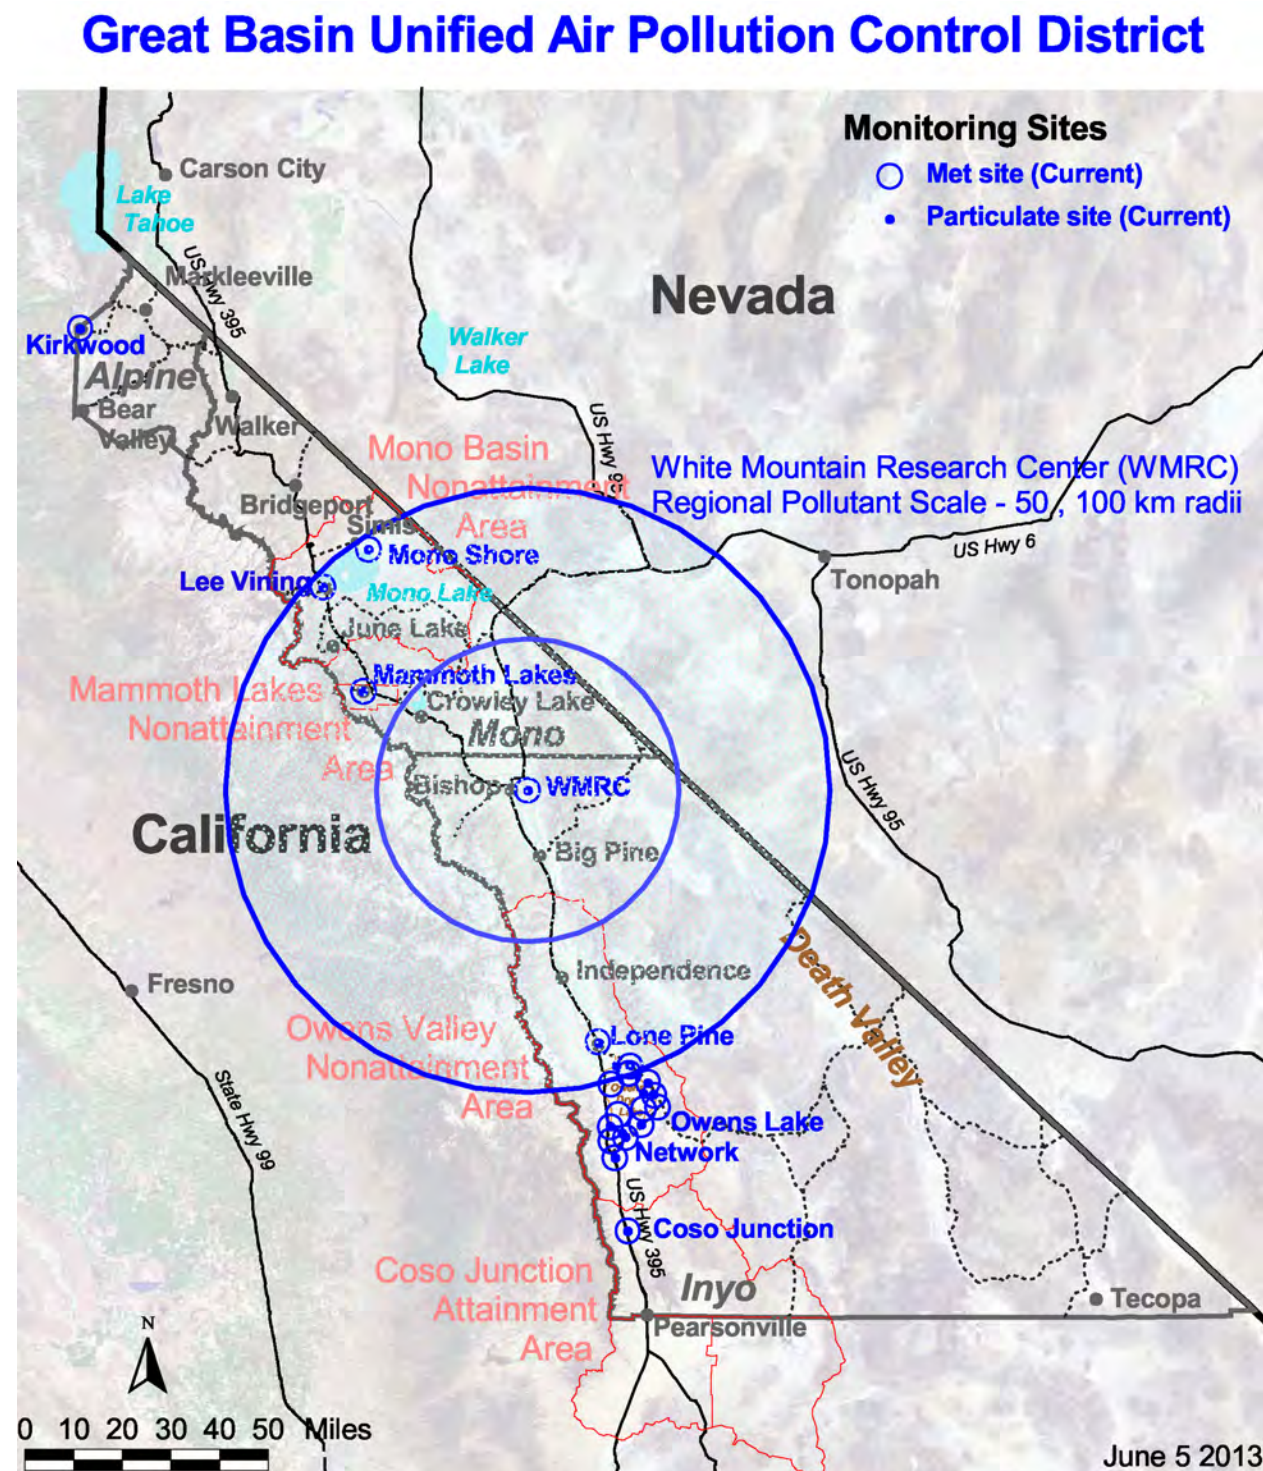 Great Basin Unified Air Pollution Control District
Monitoring Sites
Met site (Current)
Particulate site (Current)
Carson City
Lake
Tahoe
US Hwy 395
Markleeville
Nevada
Kirkwood
Walker
Lake
Alpine
Bear
Valley
Walker
US Hwy 95
Mono Basin
Nonattainment
Area
White Mountain Research Center (WMRC)
Regional Pollutant Scale - 50 , 100 km radii
Bridgeport
Simis
Mono Shore
US Hwy 6
Tonopah
Lee Vining
Mono Lake
June Lake
Mammoth Lakes
Mammoth Lakes
Nonattainment
Area
Crowley Lake
Mono
Bishop
WMRC
US Hwy 95
California
Big Pine
Death Valley
Independence
Fresno
Owens Valley
Nonattainment
Area
Lone Pine
State Hwy 99
Owens Lake
Network
US Hwy 395
Coso Junction
Coso Junction
Attainment
Area
Inyo
Tecopa
Pearsonville
N
0 10 20 30 40 50 Miles
June 5 2013